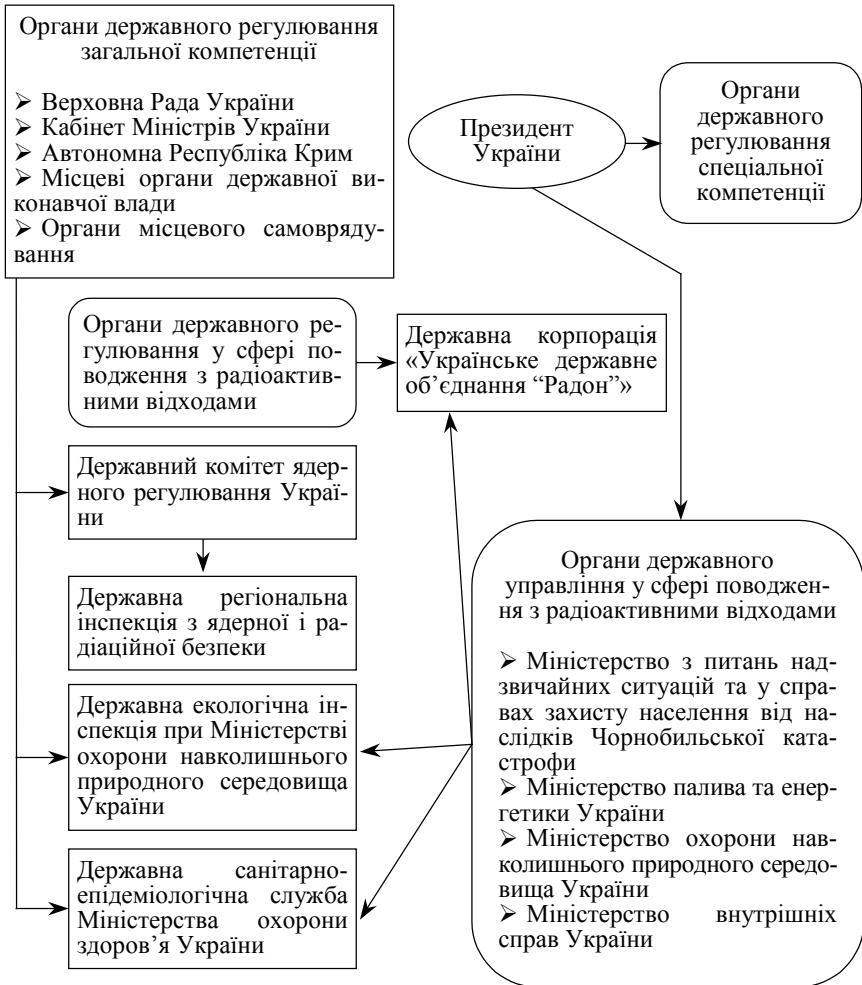 Органи державного регулювання
загальної компетенції
➢ Верховна Рада України
➢ Кабінет Міністрів України
➢ Автономна Республіка Крим
➢ Місцеві органи державної ви-
конавчої влади
➢ Органи місцевого самовряду-
вання
Президент
України
Органи
державного
регулювання
спеціальної
компетенції
Органи державного ре-
гулювання у сфері по-
водження з радіоактив-
ними відходами
Державна корпорація
«Українське державне
об’єднання “Радон”»
Державний комітет ядер-
ного регулювання Украї-
ни
Державна регіональна
інспекція з ядерної і ра-
діаційної безпеки
Державна екологічна ін-
спекція при Міністерстві
охорони навколишнього
природного середовища
України
Державна санітарно-
епідеміологічна служба
Міністерства охорони
здоров’я України
Органи державного
управління у сфері поводжен-
ня з радіоактивними відходами
➢ Міністерство з питань над-
звичайних ситуацій та у спра-
вах захисту населення від на-
слідків Чорнобильської ката-
строфи
➢ Міністерство палива та енер-
гетики України
➢ Міністерство охорони нав-
колишнього природного середо-
вища України
➢ Міністерство внутрішніх
справ України